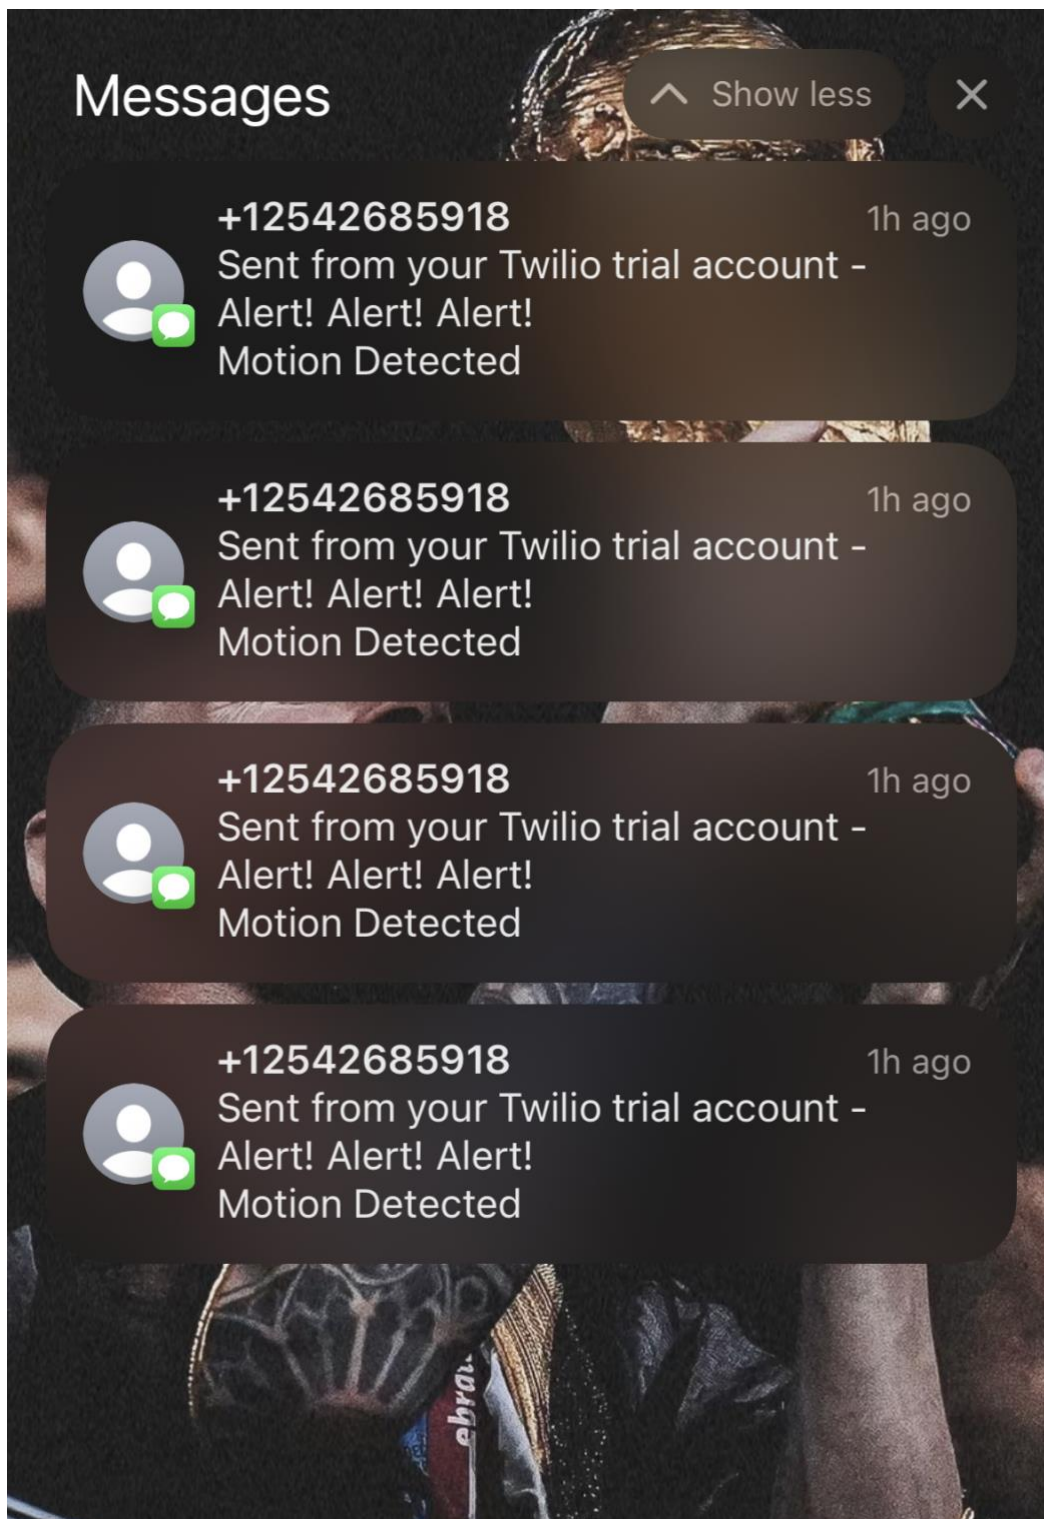 Messages
Show less
+12542685918
1h ago
Sent from your Twilio trial account -
Alert! Alert! Alert!
Motion Detected
+12542685918
1h ago
Sent from your Twilio trial account -
Alert! Alert! Alert!
Motion Detected
+12542685918
1h ago
Sent from your Twilio trial account -
Alert! Alert! Alert!
Motion Detected
+12542685918
1h ago
Sent from your Twilio trial account -
Alert! Alert! Alert!
Motion Detected